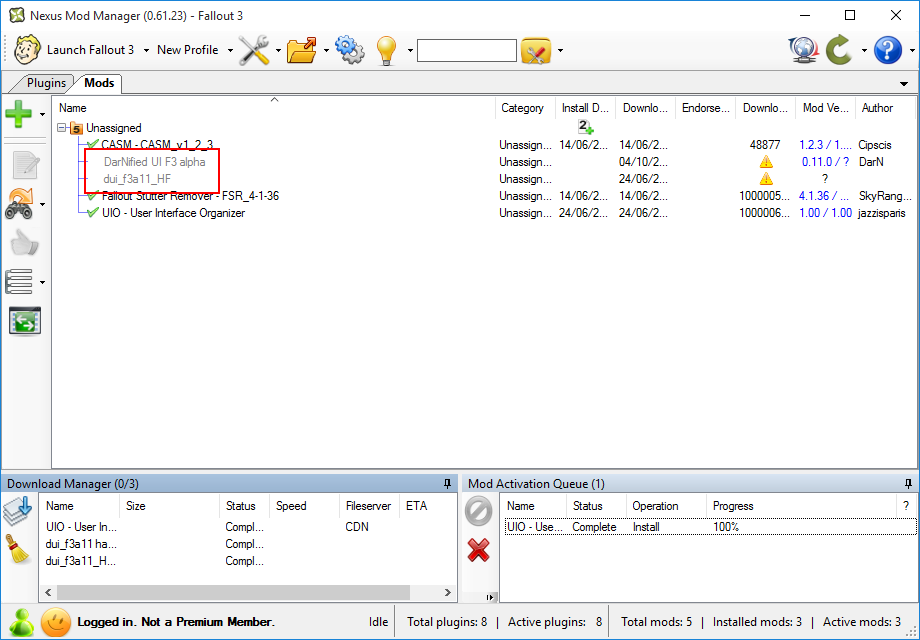 Nexus Mod Manager (0.61.23) - Fallout 3
Launch Fallout 3 New Profile
Plugins Mods
Name Category Install D... Downlo... Endorse... Downlo... Mod Ve... Author
5 Unassigned 2
CASM - CASM_v1_2_3 Unassign... 14/06/2... 14/06/2... 48877 1.2.3 / 1.... Cipscis
DarNified UI F3 alpha Unassign... 04/10/2... 0.11.0 / ? DarN
dui_f3a11_HF Unassign... 24/06/2... ?
Fallout Stutter Remover - FSR_4-1-36 Unassign... 14/06/2... 14/06/2... 1000005... 4.1.36 / ... SkyRang...
UIO - User Interface Organizer Unassign... 24/06/2... 24/06/2... 1000006... 1.00 / 1.00 jazzisparis
Download Manager (0/3) Mod Activation Queue (1)
Name Size Status Speed Fileserver ETA Name Status Operation Progress ?
UIO - User In... Compl... CDN UIO - Use... Complete Install 100%
dui_f3a11 ha... Compl...
dui_f3a11_H... Compl...
Logged in. Not a Premium Member. Idle Total plugins: 8 | Active plugins: 8 Total mods: 5 | Installed mods: 3 | Active mods: 3